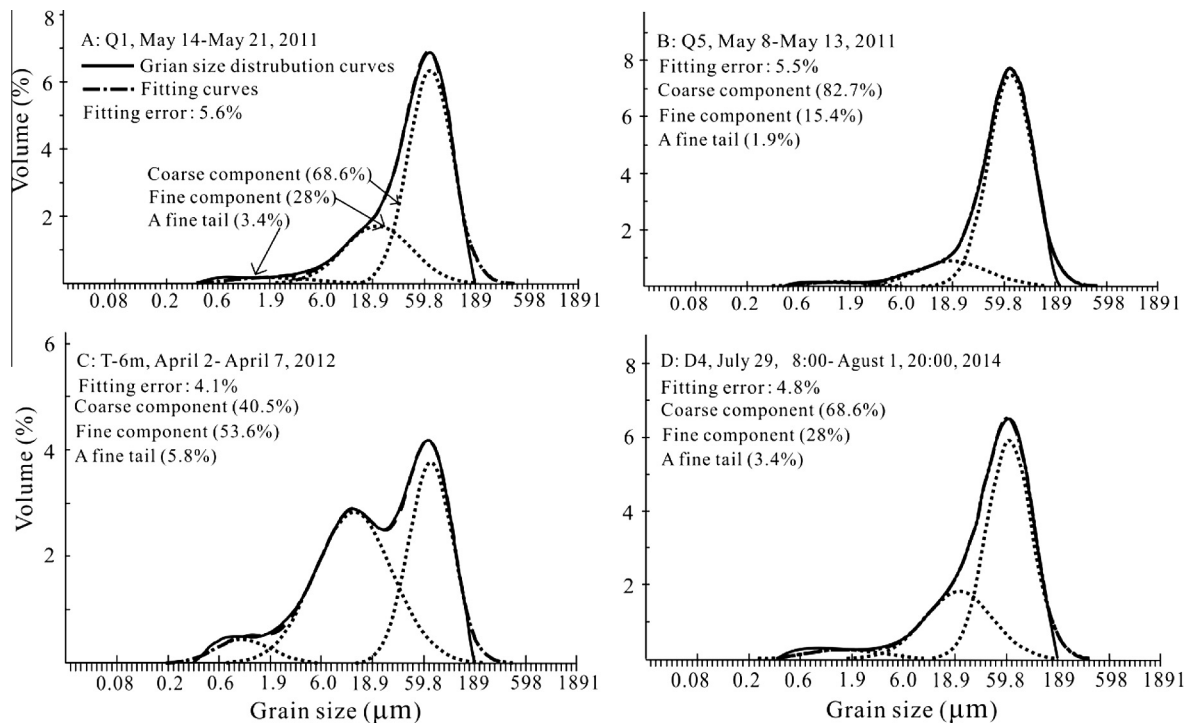 8
A: Q1, May 14-May 21, 2011
Grian size distrubution curves
Fitting curves
Fitting error: 5.6%
6
Volume (%)
4
Coarse component (68.6%)
Fine component (28%)
A fine tail (3.4%)
2
0.08 0.2 0.6 1.9 6.0 18.9 59.8 189 598 1891
B: Q5, May 8-May 13, 2011
8
Fitting error: 5.5%
Coarse component (82.7%)
6
Fine component (15.4%)
A fine tail (1.9%)
4
2
0.08 0.2 0.6 1.9 6.0 18.9 59.8 189 598 1891
6
C: T-6m, April 2- April 7, 2012
Fitting error: 4.1%
Coarse component (40.5%)
Fine component (53.6%)
A fine tail (5.8%)
4
Volume (%)
2
0.08 0.2 0.6 1.9 6.0 18.9 59.8 189 598 1891
Grain size (μm)
D: D4, July 29, 8:00- Agust 1, 20:00, 2014
8
Fitting error: 4.8%
Coarse component (68.6%)
Fine component (28%)
6
A fine tail (3.4%)
4
2
0.08 0.2 0.6 1.9 6.0 18.9 59.8 189 598 1891
Grain size (μm)